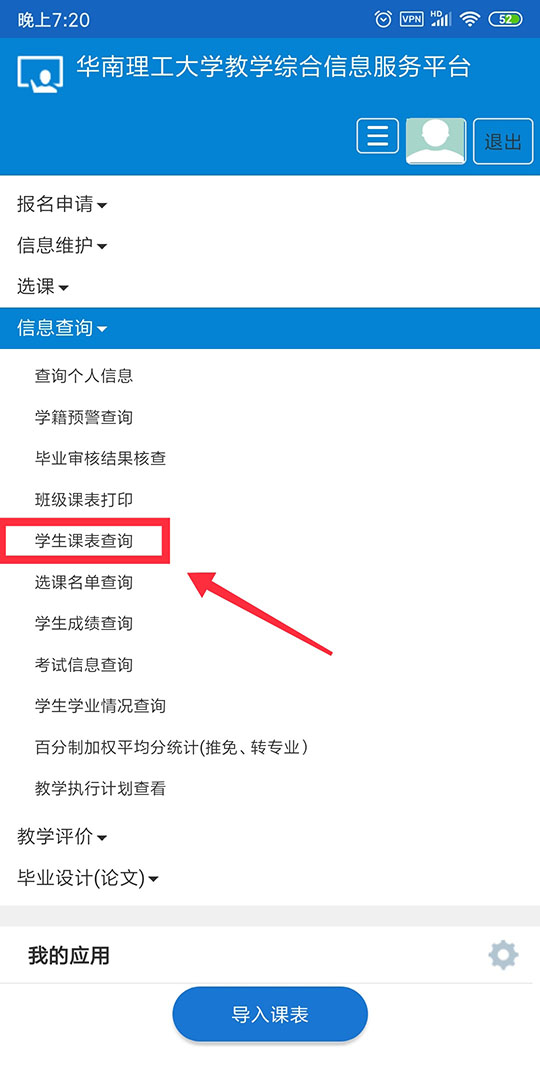 晚上7:20
VPN
HD
52
华南理工大学教学综合信息服务平台
退出
报名申请
信息维护
选课
信息查询
查询个人信息
学籍预警查询
毕业审核结果核查
班级课表打印
学生课表查询
选课名单查询
学生成绩查询
考试信息查询
学生学业情况查询
百分制加权平均分统计(推免、转专业)
教学执行计划查看
教学评价
毕业设计(论文)
我的应用
导入课表